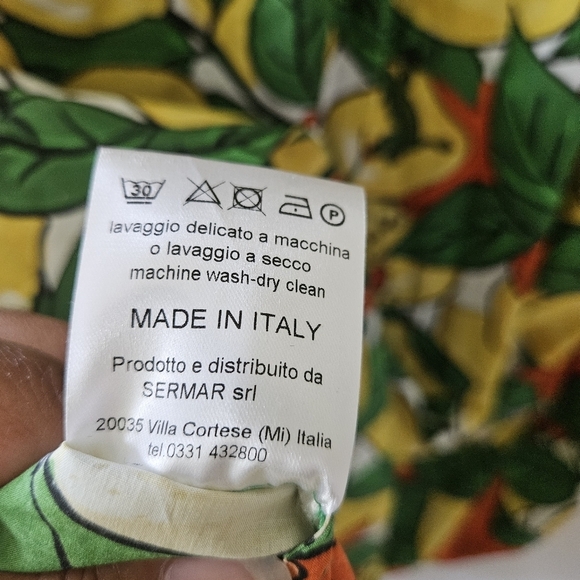 30 P
lavaggio delicato a macchina
o lavaggio a secco
machine wash-dry clean
MADE IN ITALY
Prodotto e distribuito da
SERMAR srl
20035 Villa Cortese (Mi) Italia
tel.0331 432800